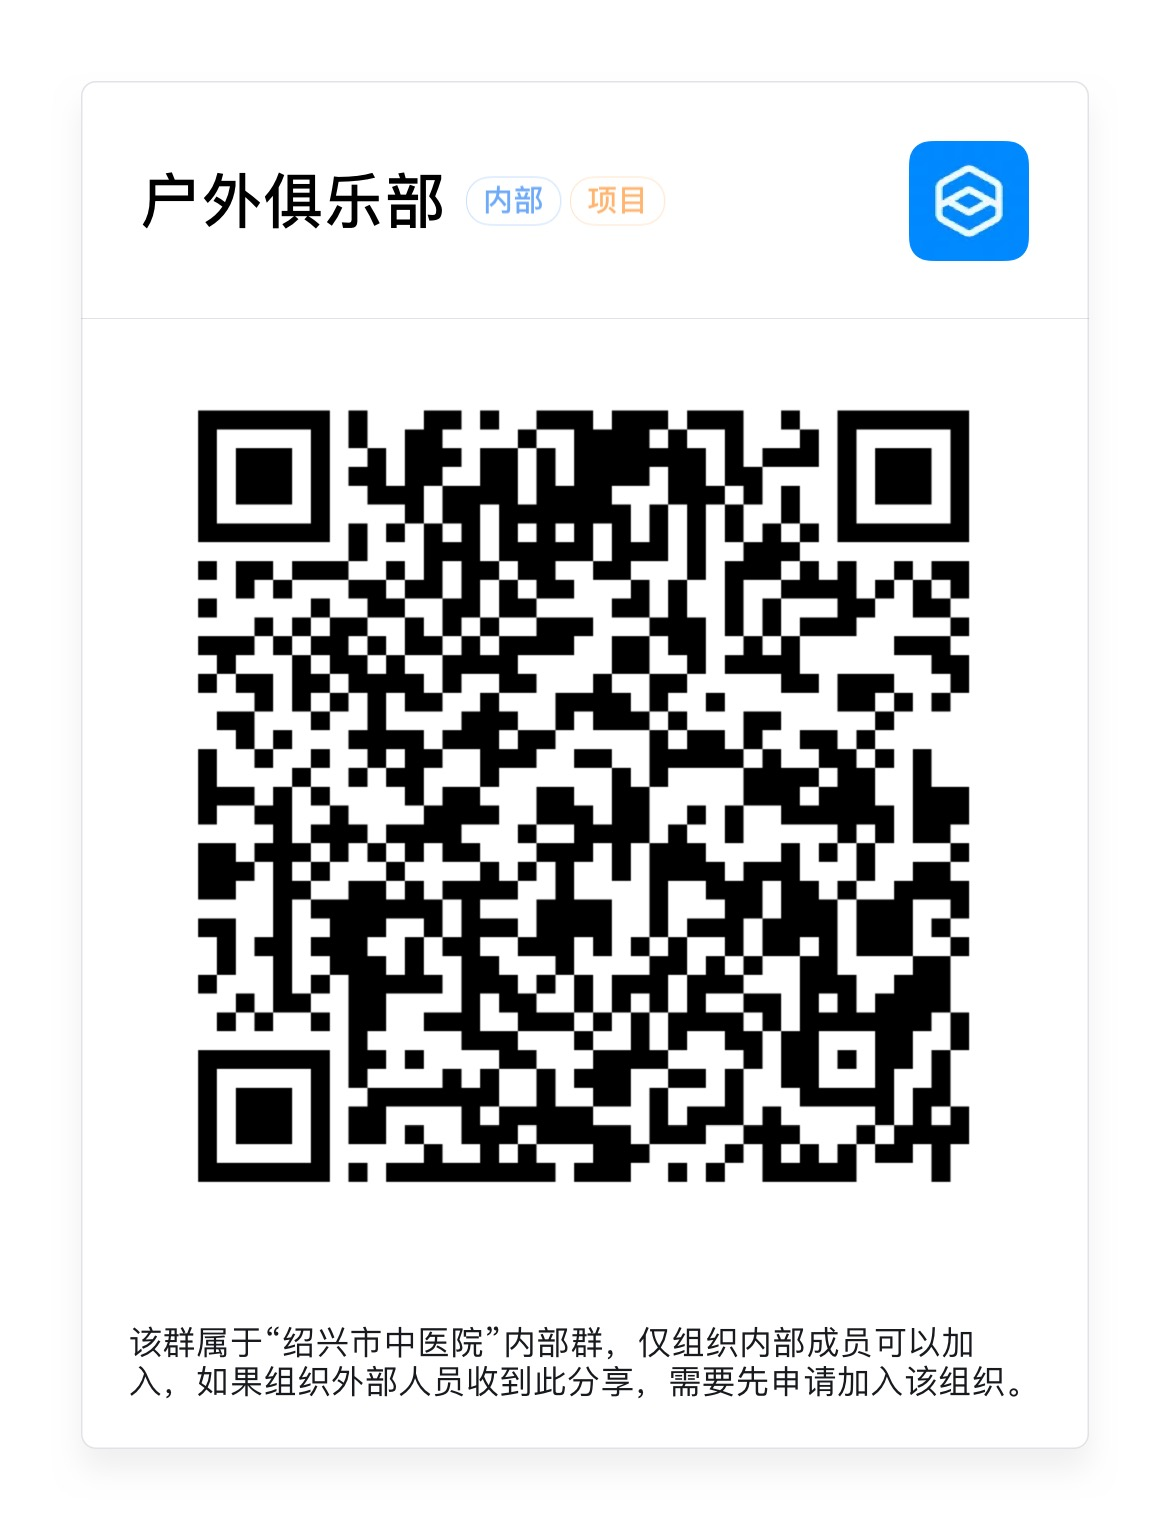 户外俱乐部 内部 项目
该群属于“绍兴市中医院”内部群，仅组织内部成员可以加
入，如果组织外部人员收到此分享，需要先申请加入该组织。